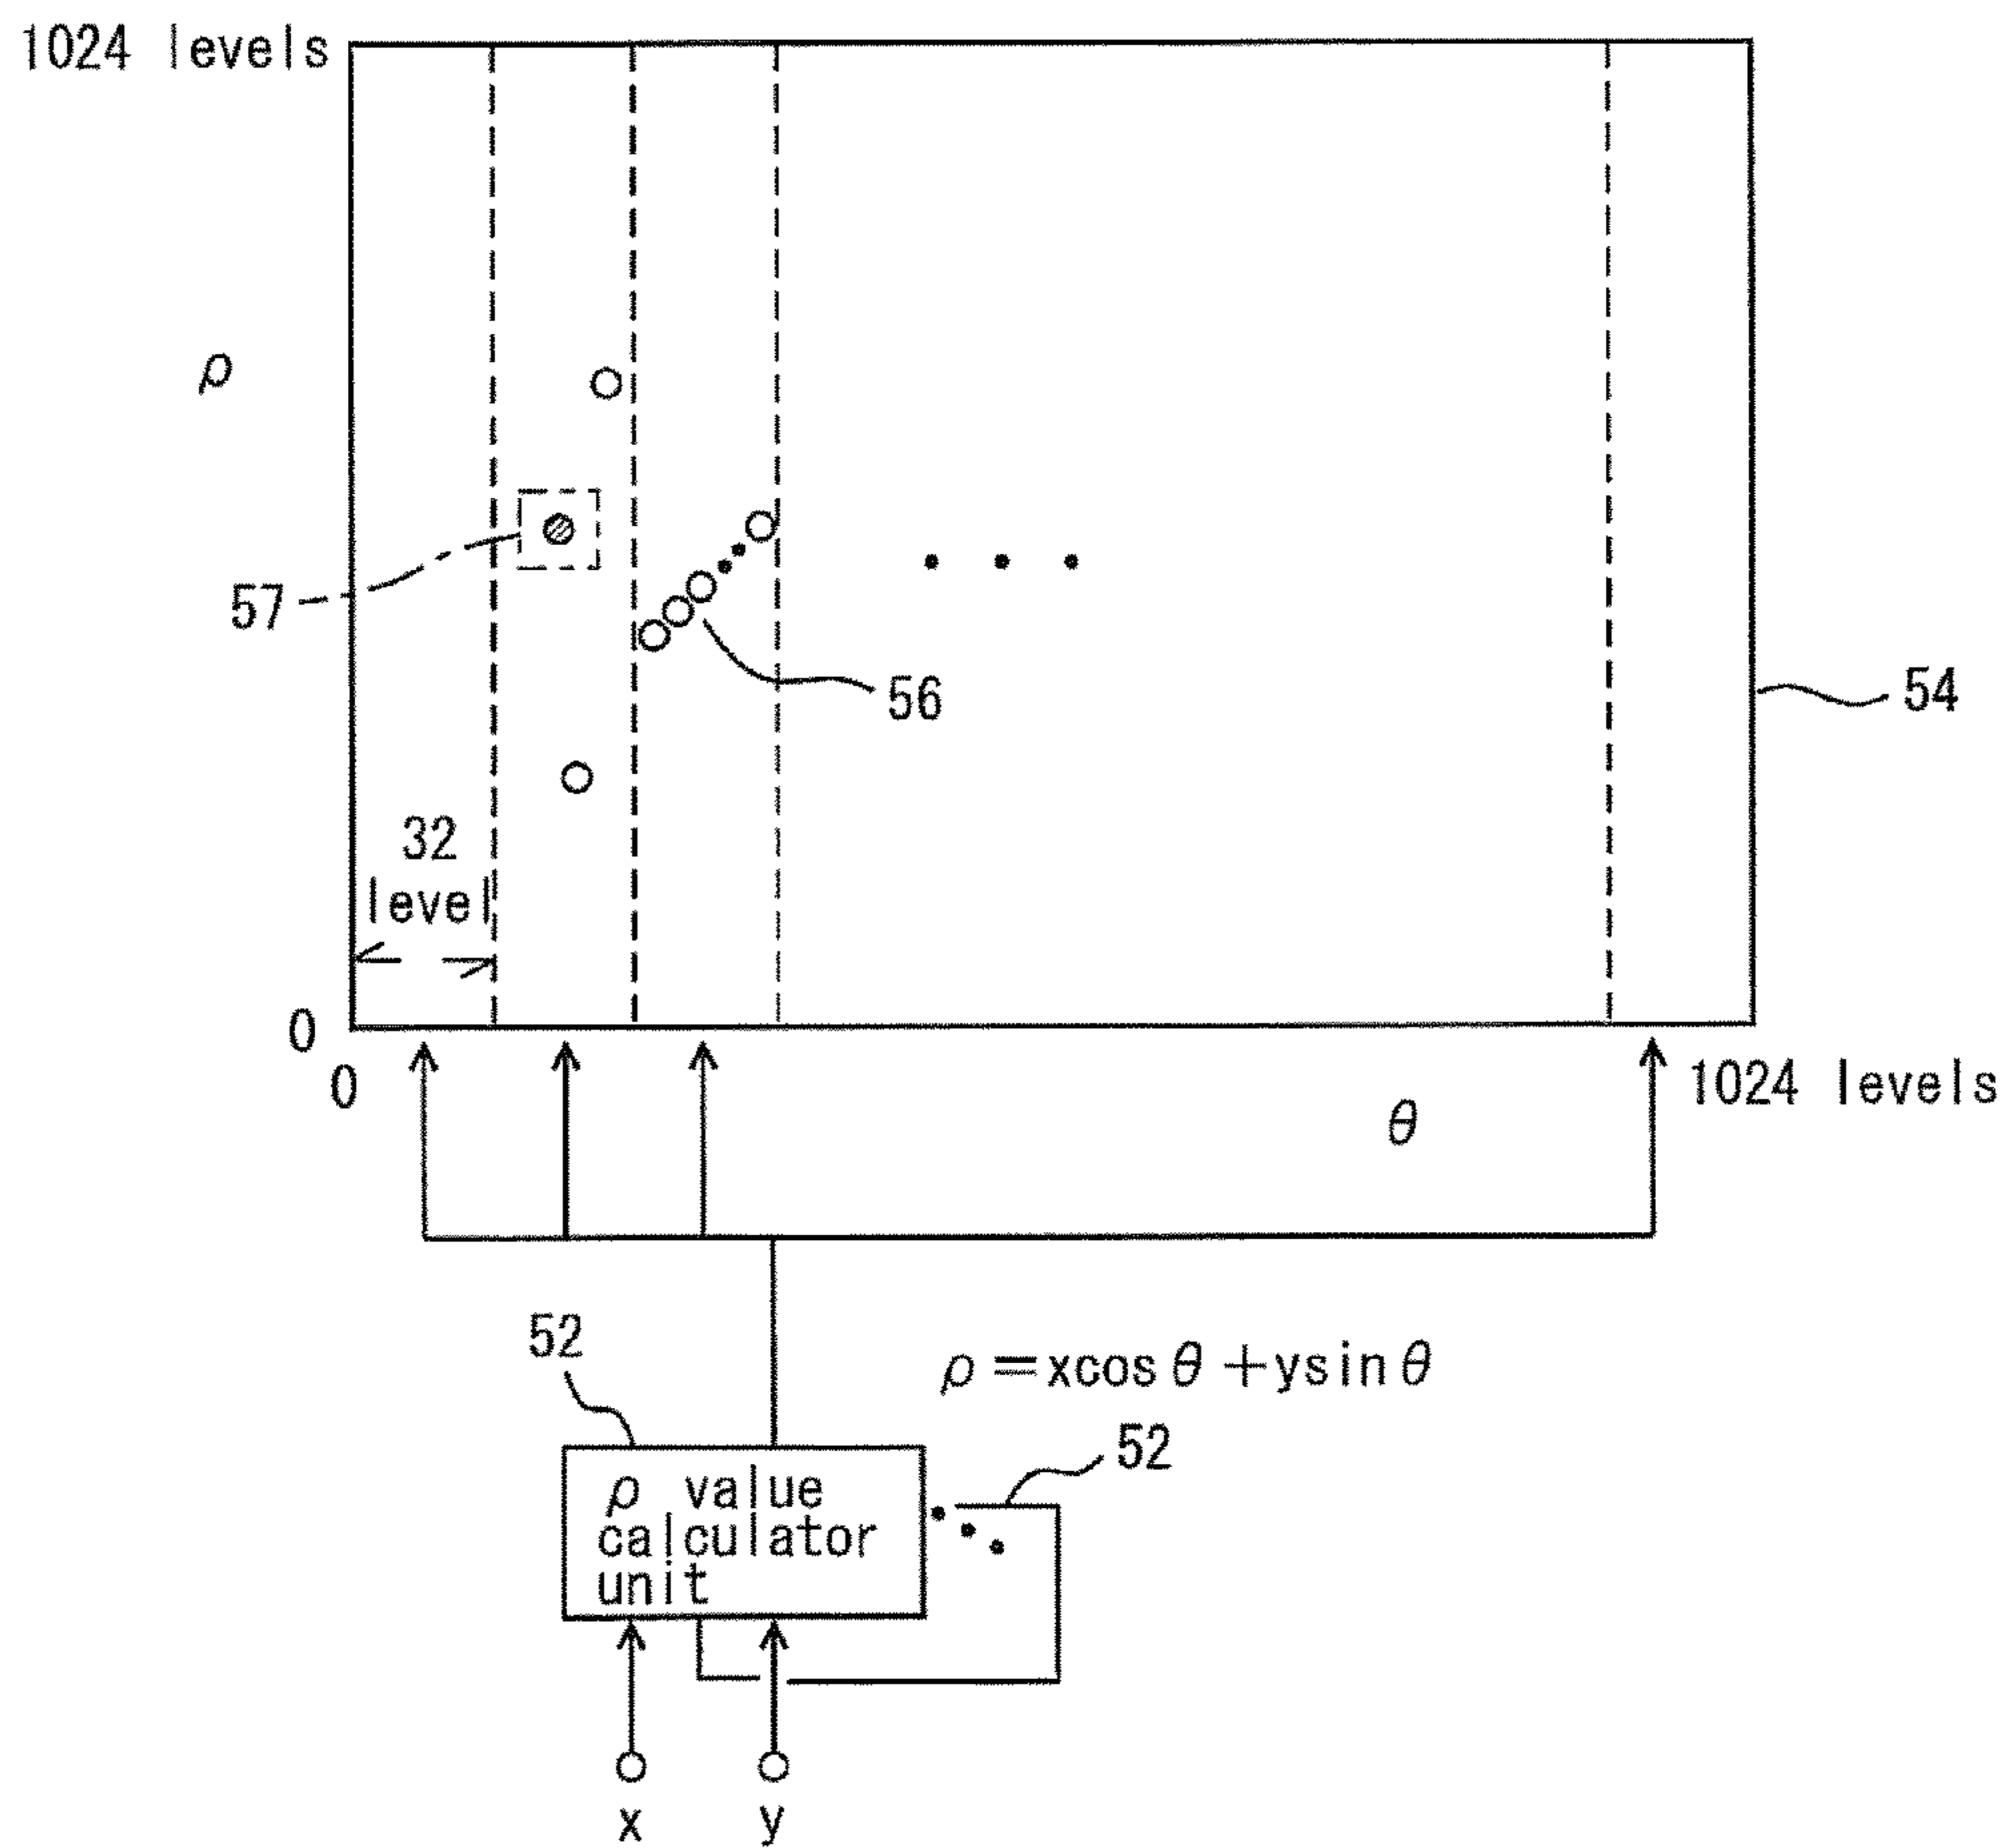 1024 levels
ρ
57
56
54
32
level
0
0
1024 levels
θ
52
ρ=xcosθ+ysinθ
52
ρ value
calculator
unit
x
y